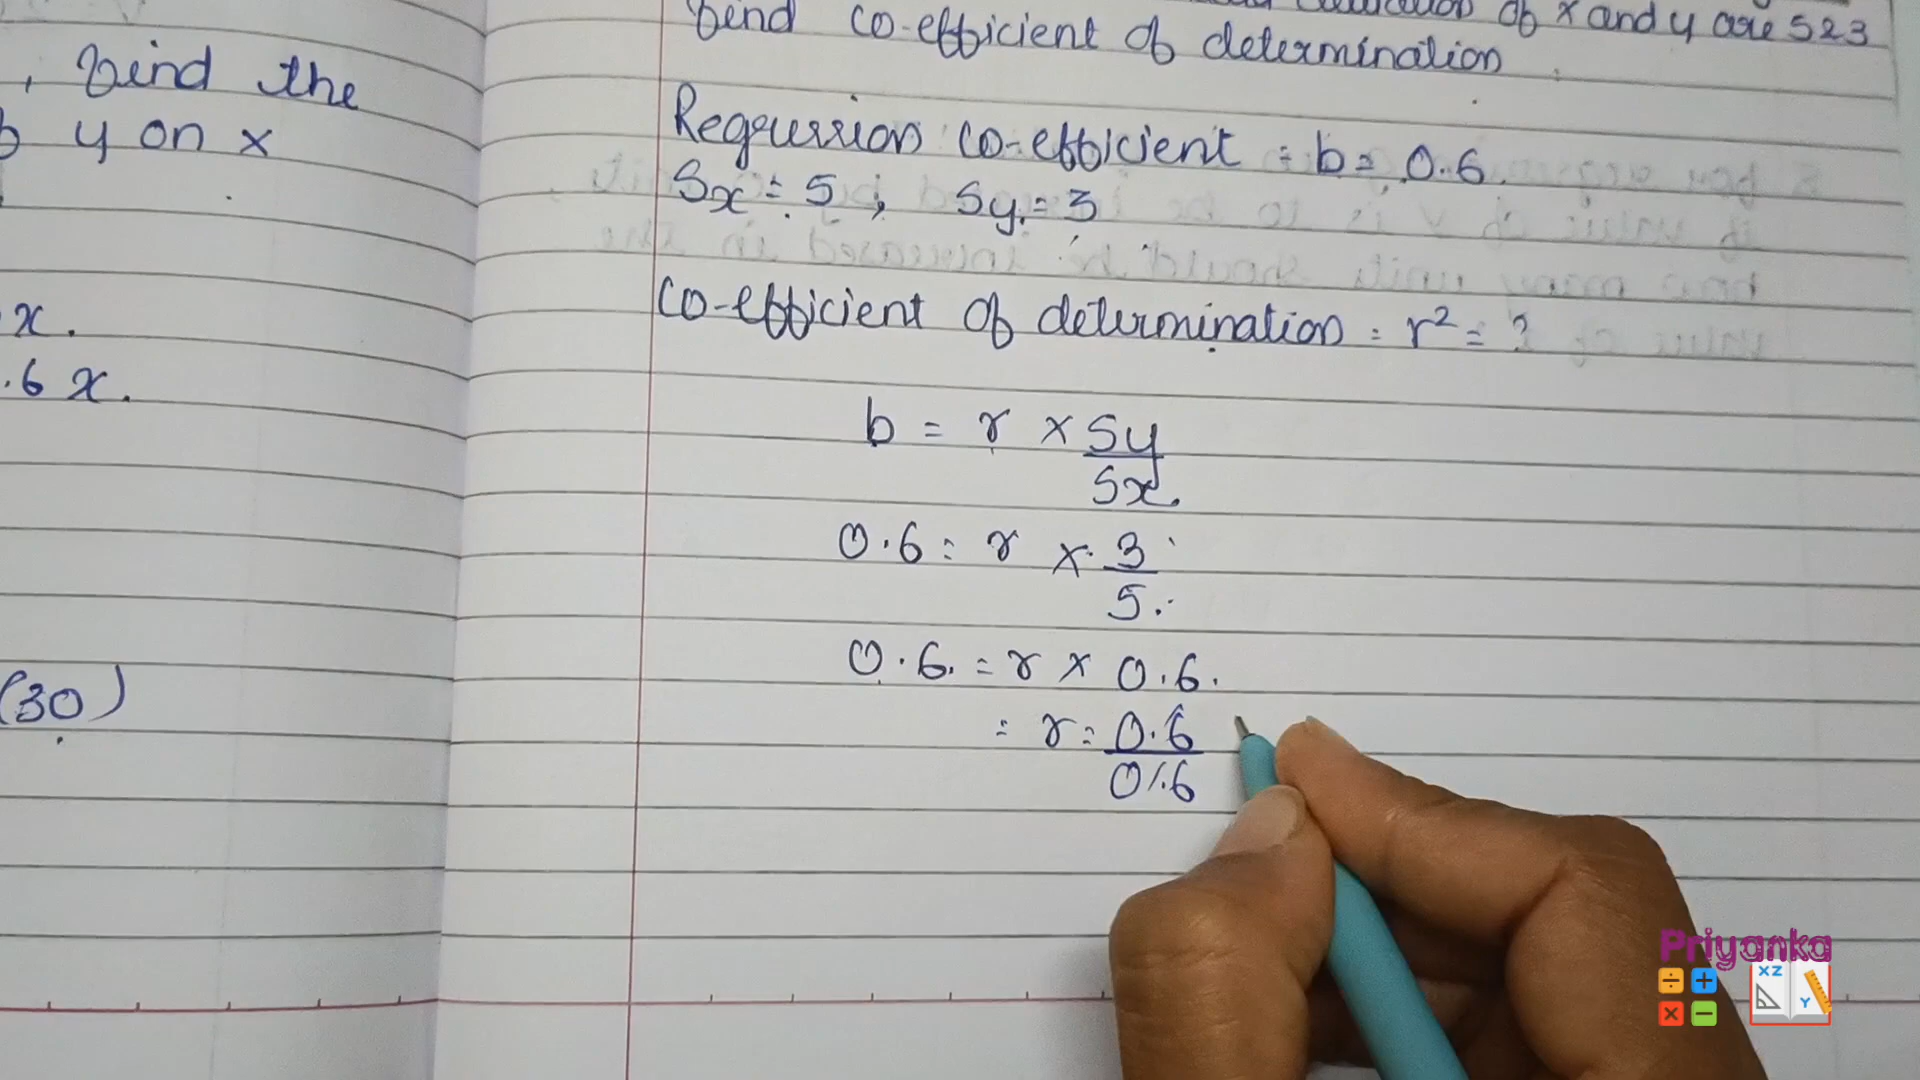 , find the
y on x
x.
.6 x.
(30)
of x and y are 5 & 3
find co-efficient of determination
Regression co-efficient = b = 0.6.
Sx = 5 ; Sy = 3
co-efficient of determination = r² = ?
b = r × Sy
Sx.
0.6 = r × 3
5.
0.6. = r × 0.6.
= r = 0.6
0.6
Priyanka
XZ
Y